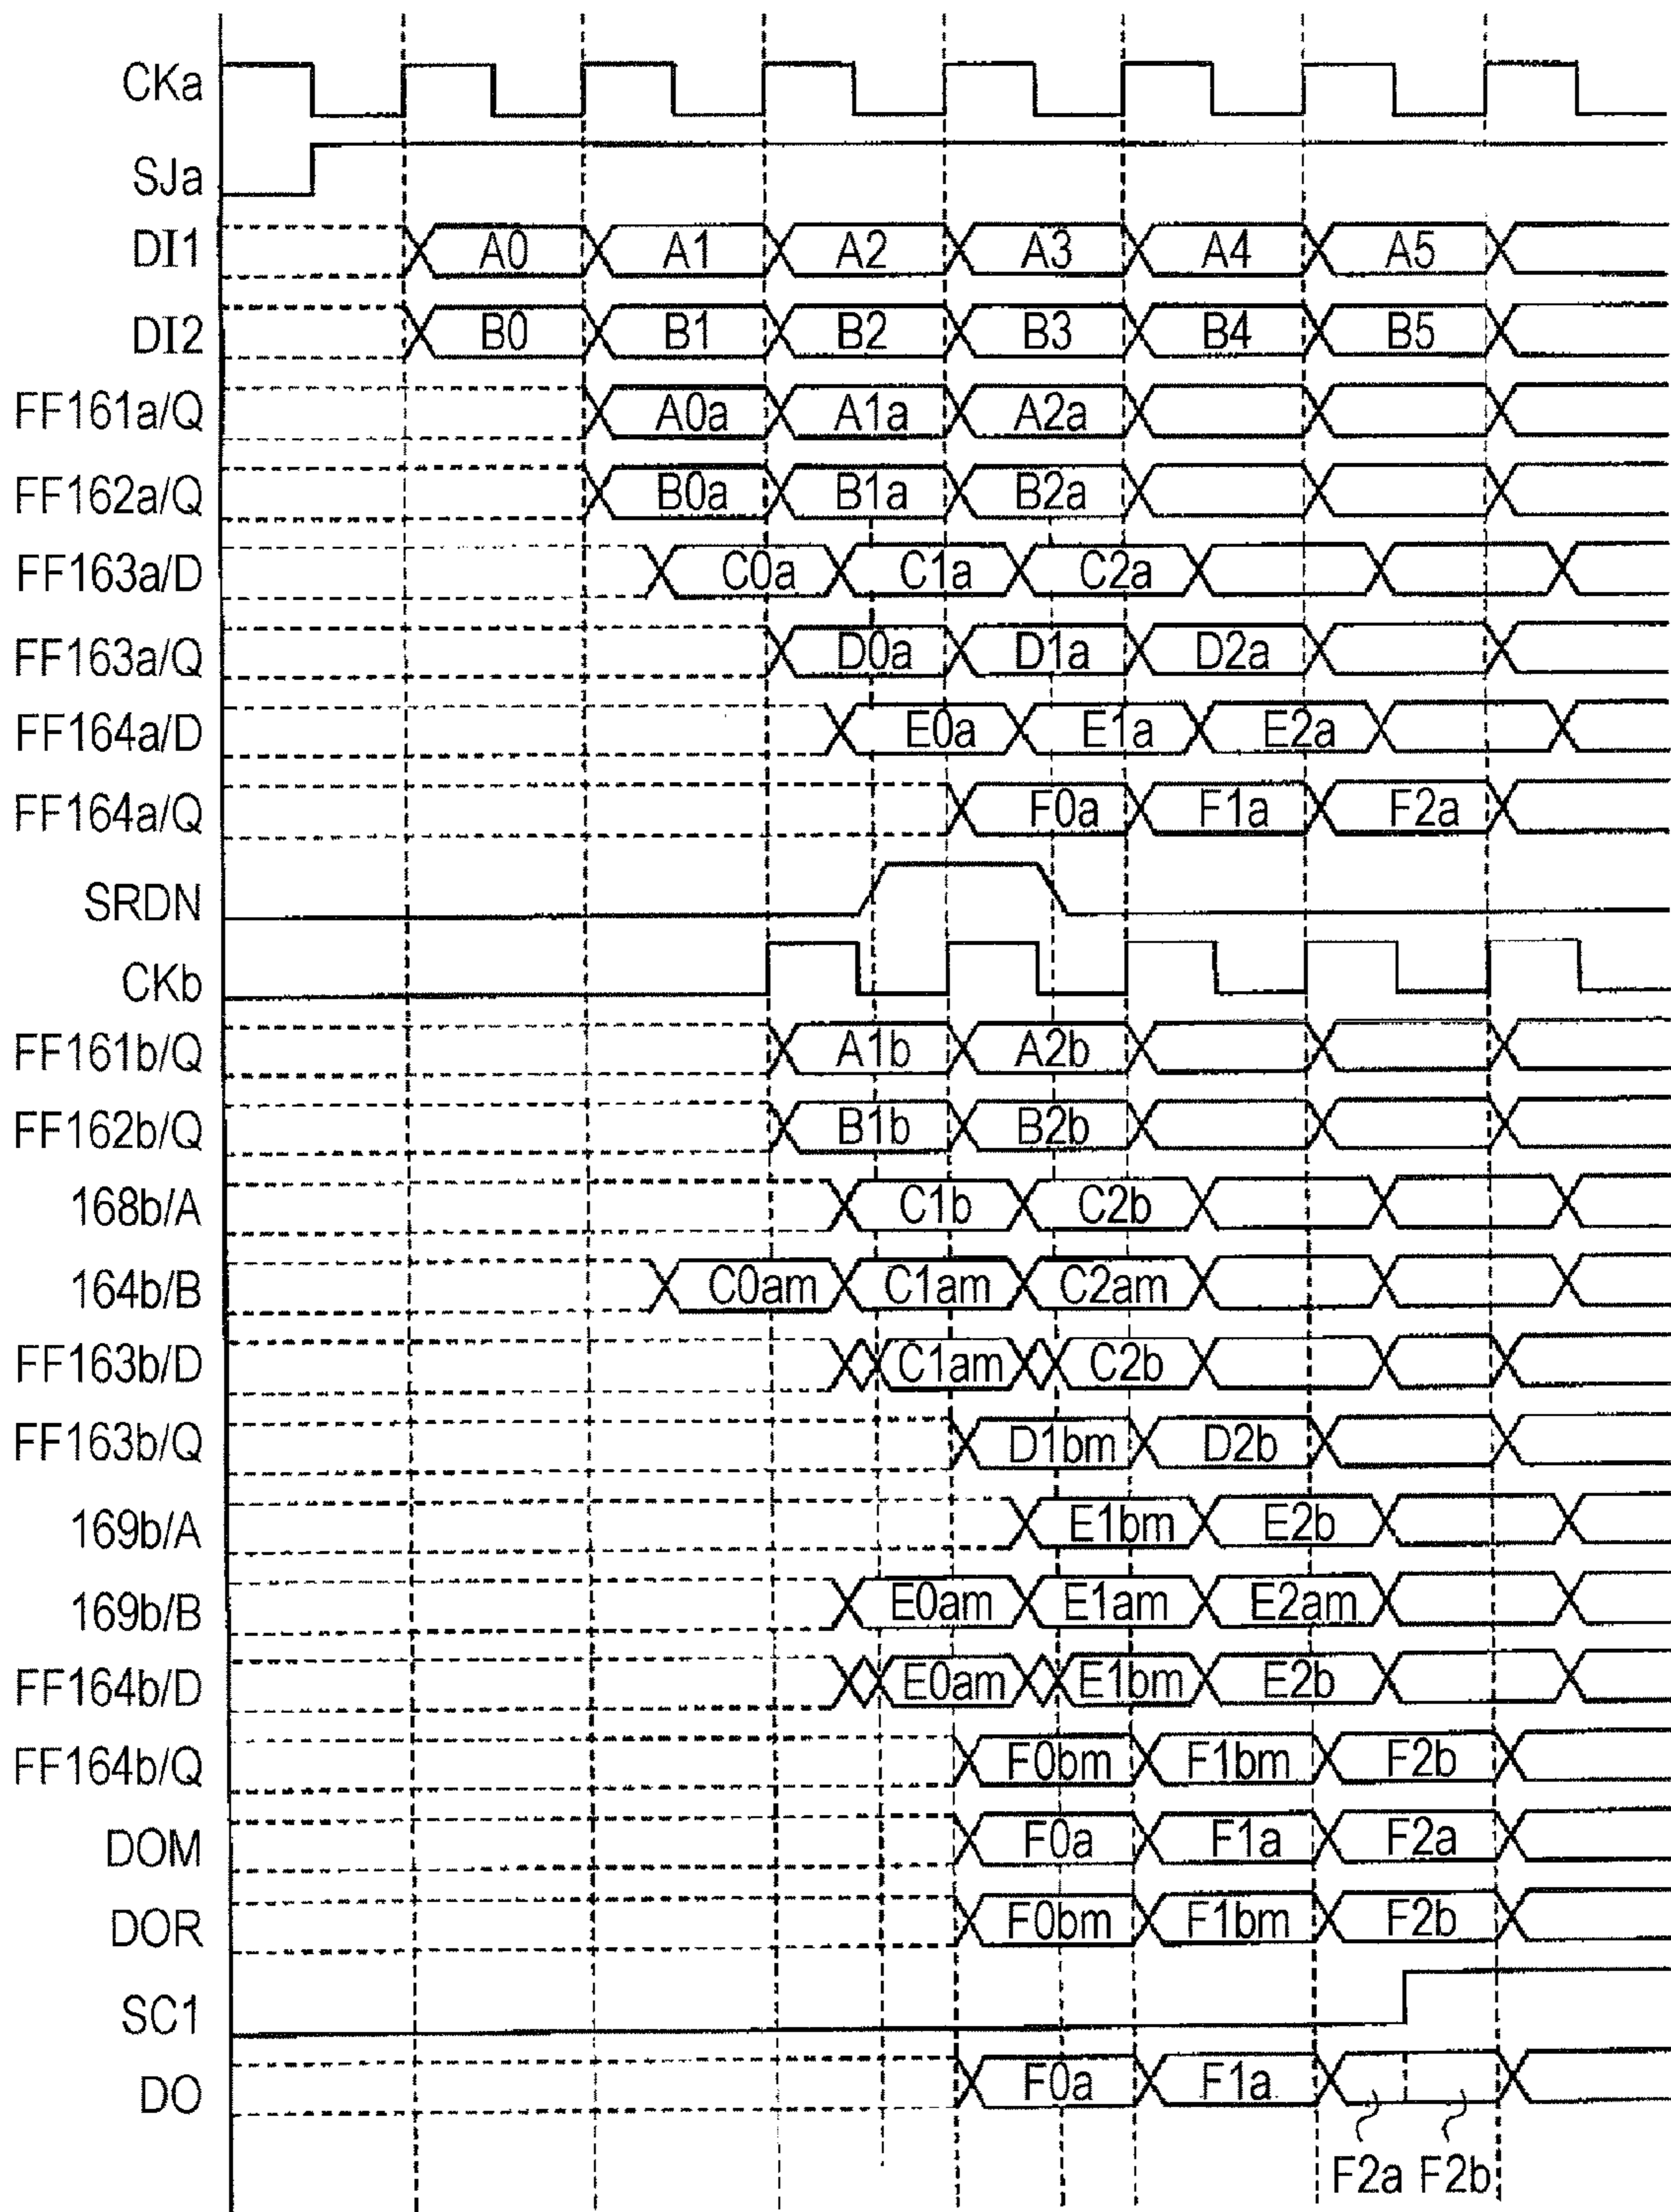 CKa
SJa
DI1 A0 A1 A2 A3 A4 A5
DI2 B0 B1 B2 B3 B4 B5
FF161a/Q A0a A1a A2a
FF162a/Q B0a B1a B2a
FF163a/D C0a C1a C2a
FF163a/Q D0a D1a D2a
FF164a/D E0a E1a E2a
FF164a/Q F0a F1a F2a
SRDN
CKb
FF161b/Q A1b A2b
FF162b/Q B1b B2b
168b/A C1b C2b
164b/B C0am C1am C2am
FF163b/D C1am C2b
FF163b/Q D1bm D2b
169b/A E1bm E2b
169b/B E0am E1am E2am
FF164b/D E0am E1bm E2b
FF164b/Q F0bm F1bm F2b
DOM F0a F1a F2a
DOR F0bm F1bm F2b
SC1
DO F0a F1a
F2a F2b